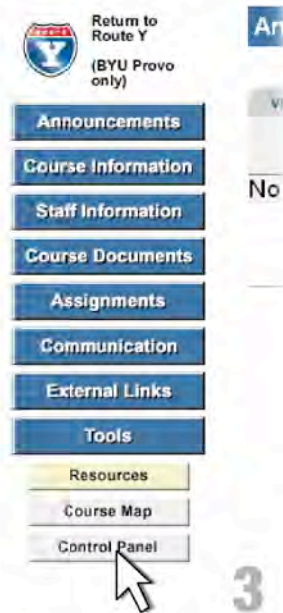 Return to
Route Y
(BYU Provo
only)
Announcements
Course Information
Staff Information
Course Documents
Assignments
Communication
External Links
Tools
Resources
Course Map
Control Panel
An
No
3